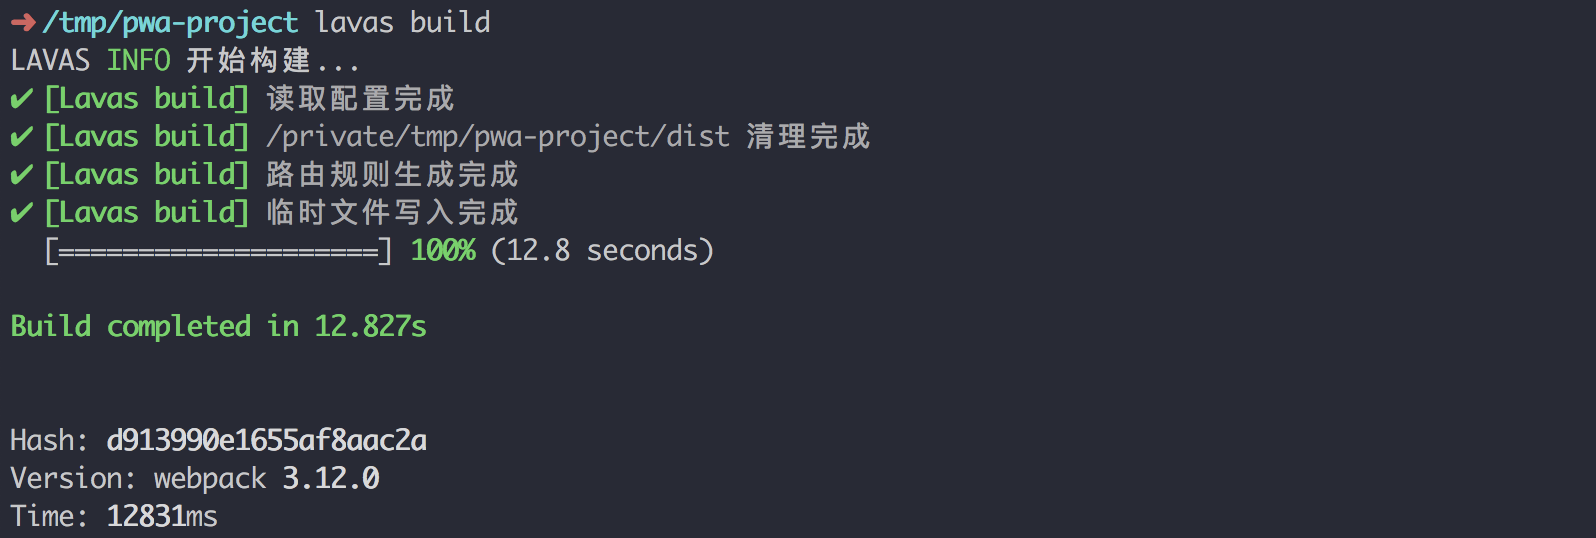 ➜ /tmp/pwa-project lavas build
LAVAS INFO 开始构建...
✔ [Lavas build] 读取配置完成
✔ [Lavas build] /private/tmp/pwa-project/dist 清理完成
✔ [Lavas build] 路由规则生成完成
✔ [Lavas build] 临时文件写入完成
[====================] 100% (12.8 seconds)
Build completed in 12.827s
Hash: d913990e1655af8aac2a
Version: webpack 3.12.0
Time: 12831ms